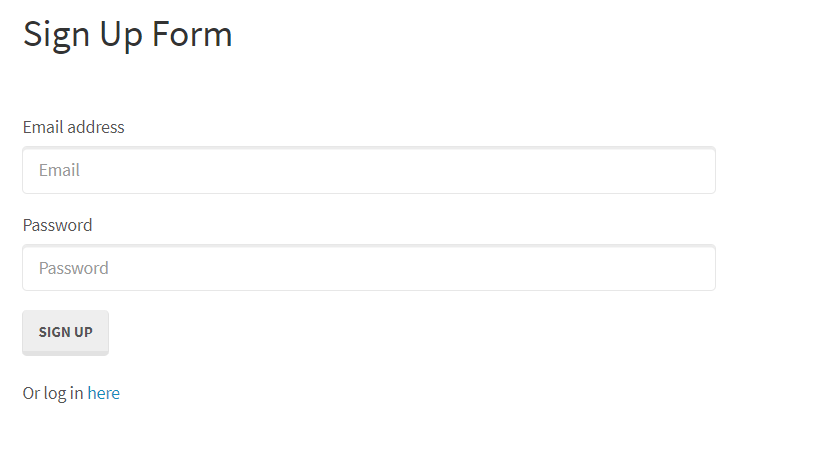 Sign Up Form
Email address
Email
Password
Password
SIGN UP
Or log in here